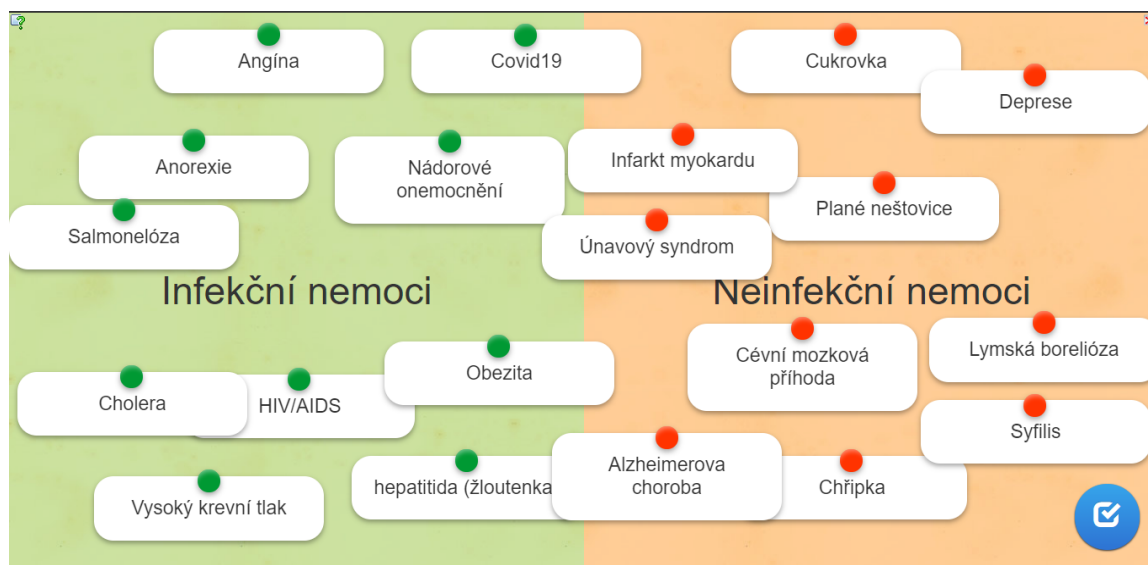 Angína
Covid19
Cukrovka
Deprese
Anorexie
Nádorové
onemocnění
Infarkt myokardu
Plané neštovice
Salmonelóza
Únavový syndrom
Infekční nemoci
Neinfekční nemoci
Cévní mozková
příhoda
Lymská borelióza
Obezita
Cholera
HIV/AIDS
Syfilis
Vysoký krevní tlak
hepatitida (žloutenka
Alzheimerova
choroba
Chřipka